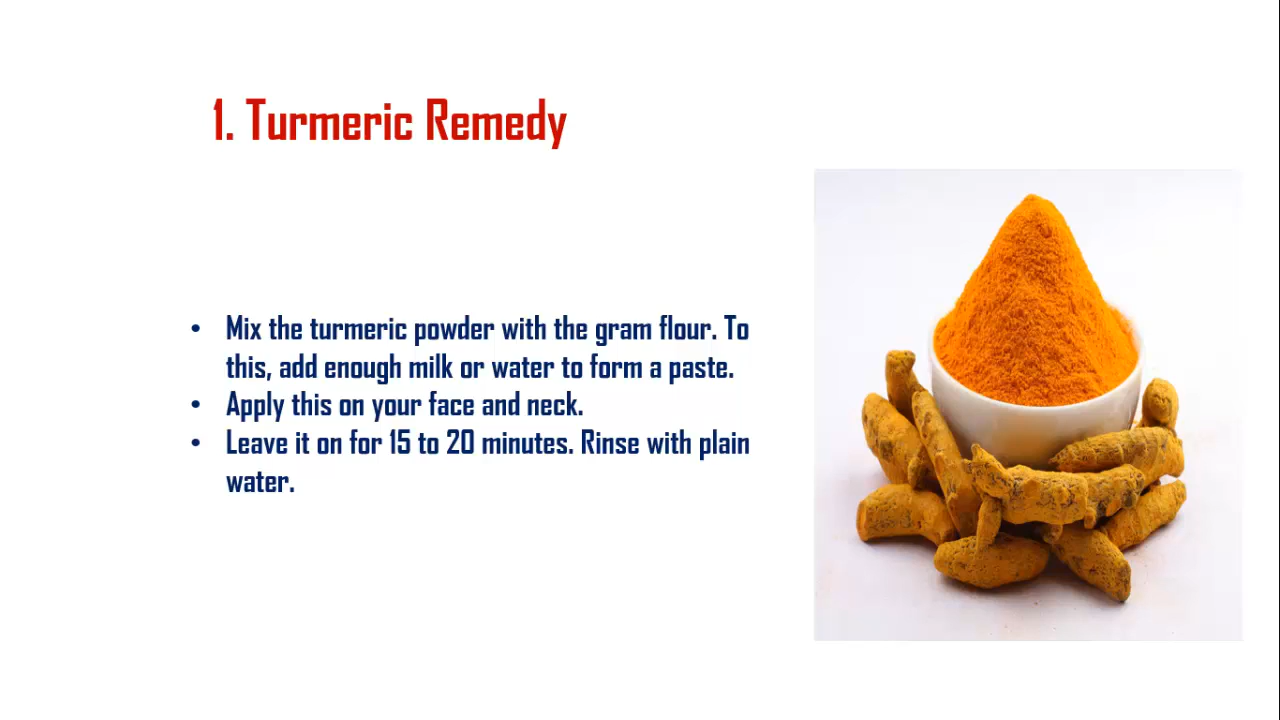 1. Turmeric Remedy
• Mix the turmeric powder with the gram flour. To
this, add enough milk or water to form a paste.
• Apply this on your face and neck.
• Leave it on for 15 to 20 minutes. Rinse with plain
water.